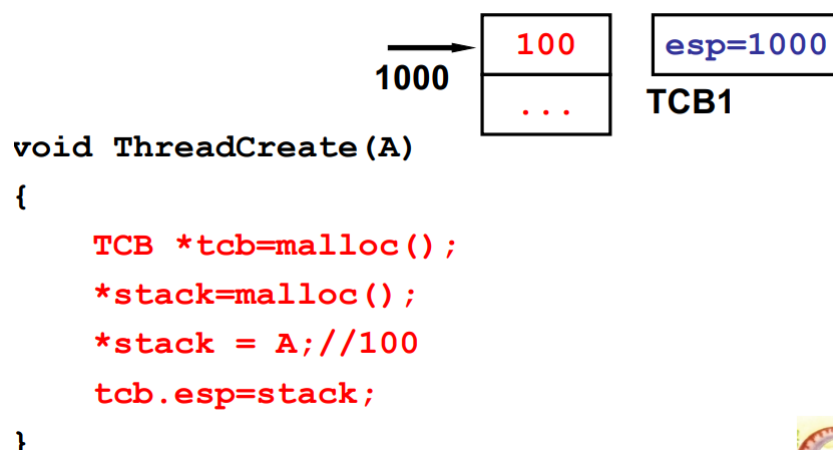 100
esp=1000
1000
...
TCB1
void ThreadCreate(A)
{
TCB *tcb=malloc();
*stack=malloc();
*stack = A;//100
tcb.esp=stack;
}